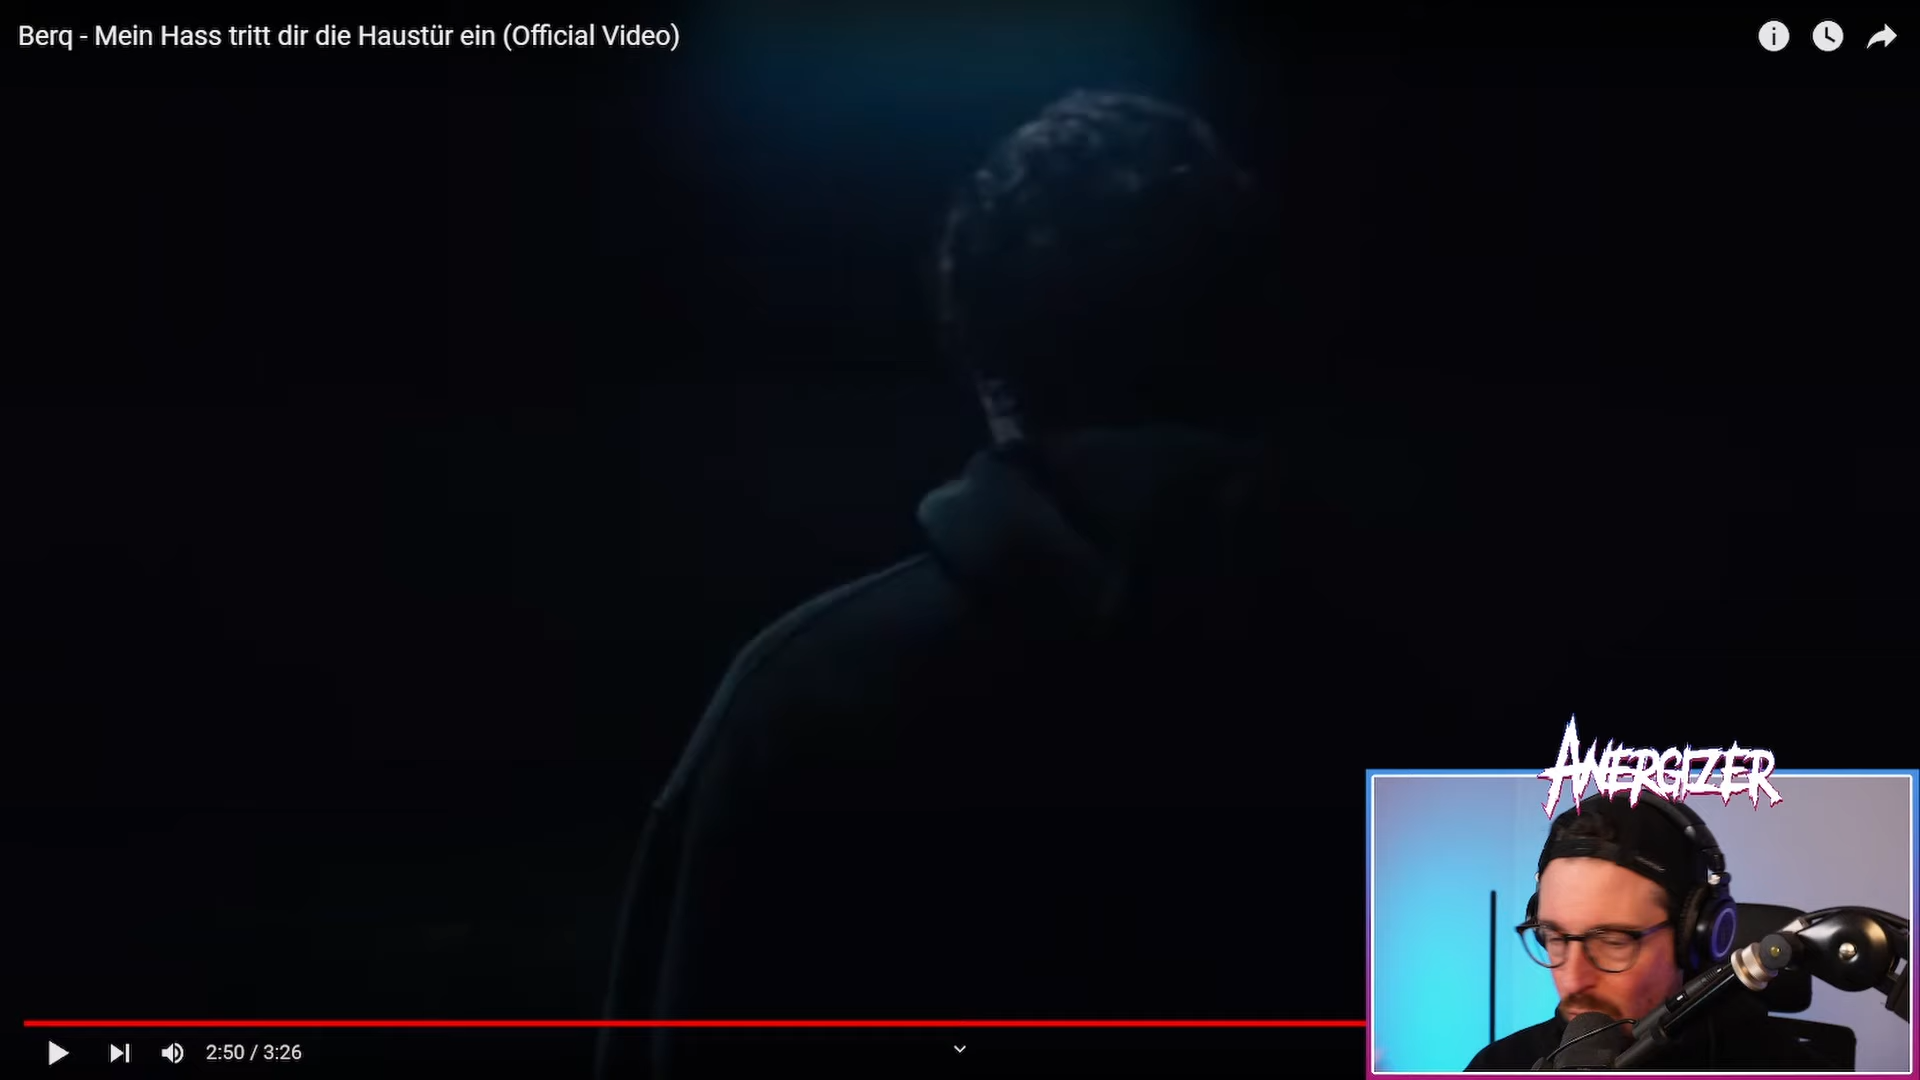 Berq - Mein Hass tritt dir die Haustür ein (Official Video)
ANERGIZER
2:50 / 3:26